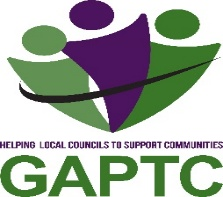 HELPING LOCAL COUNCILS TO SUPPORT COMMUNITIES
GAPTC